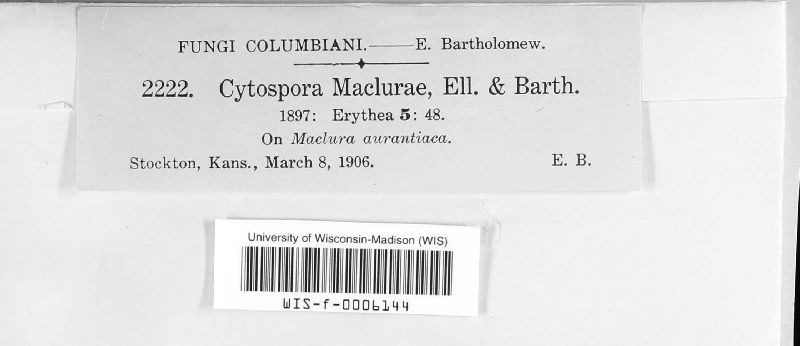 FUNGI COLUMBIANI.——E. Bartholomew.
2222. Cytospora Maclurae, Ell. & Barth.
1897: Erythea 5: 48.
On Maclura aurantiaca.
Stockton, Kans., March 8, 1906. E. B.
University of Wisconsin-Madison (WIS)
WIS-f-0006144